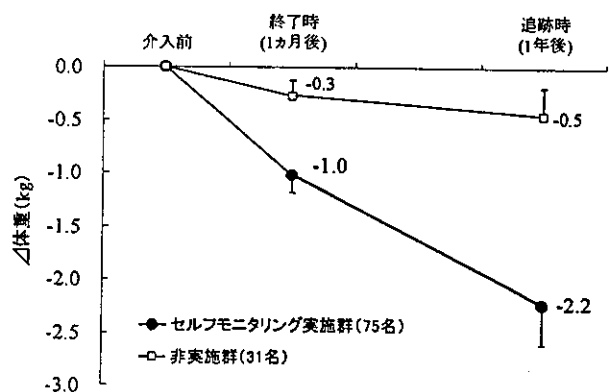 介入前
終了時
(1ヵ月後)
追跡時
(1年後)
0.0
-0.5
-1.0
-1.5
-2.0
-2.5
-3.0
⊿体重(kg)
-0.3
-0.5
-1.0
-2.2
セルフモニタリング実施群(75名)
非実施群(31名)